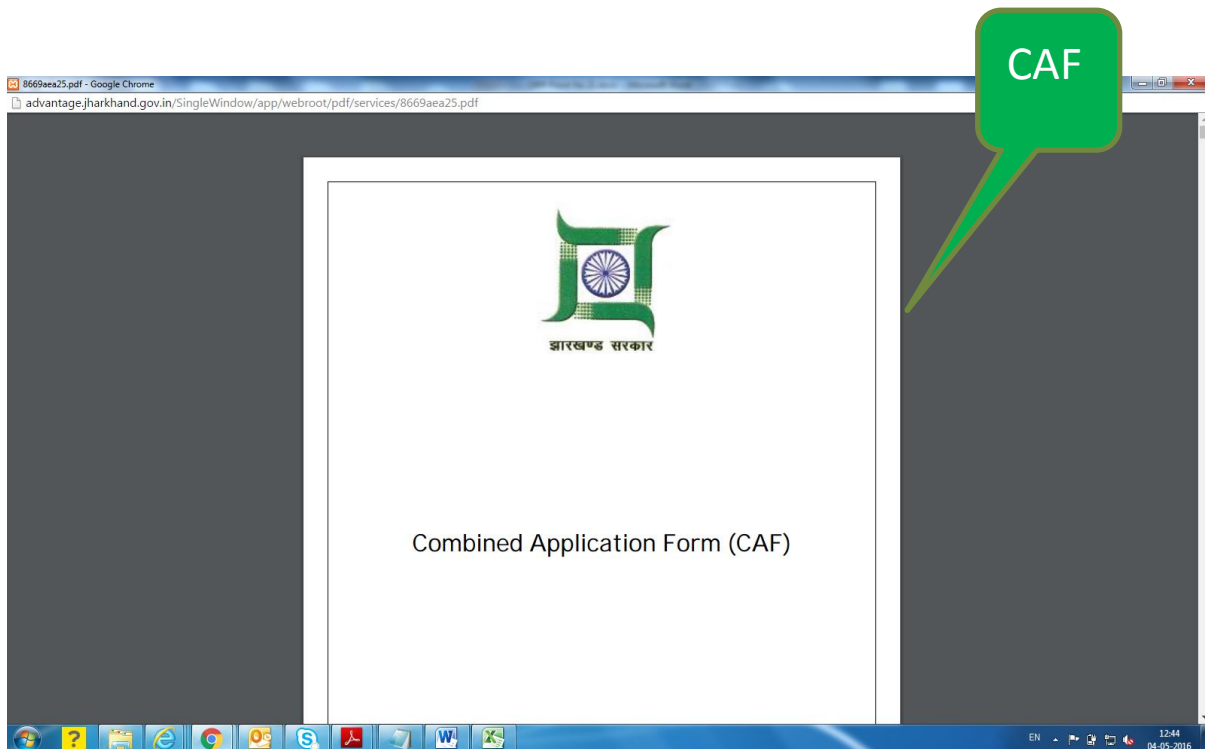 CAF
8669aea25.pdf - Google Chrome
advantage.jharkhand.gov.in/SingleWindow/app/webroot/pdf/services/8669aea25.pdf
झारखण्ड सरकार
Combined Application Form (CAF)
EN
12:44
04-05-2016